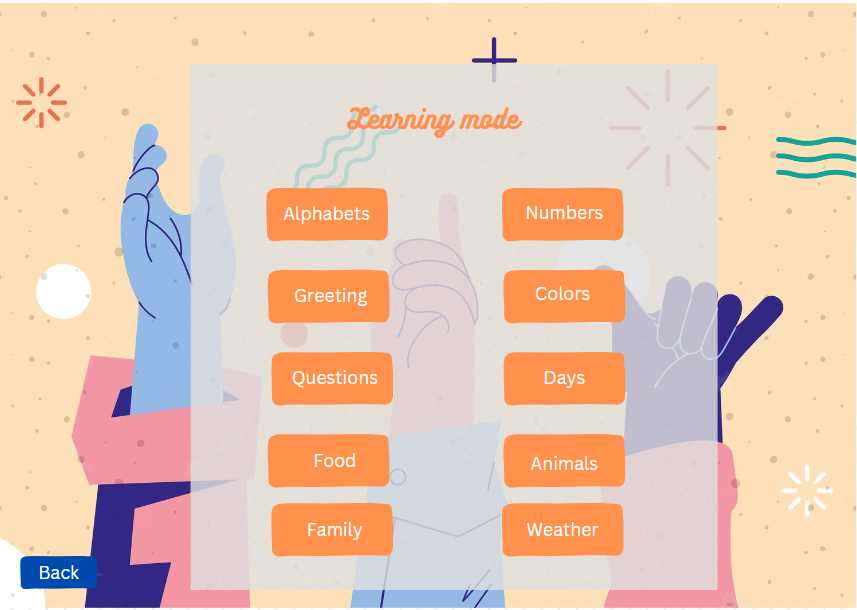 Learning mode
Alphabets
Numbers
Greeting
Colors
Questions
Days
Food
Animals
Family
Weather
Back